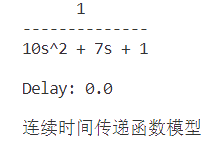 1
--------------
10s^2 + 7s + 1
Delay: 0.0
连续时间传递函数模型